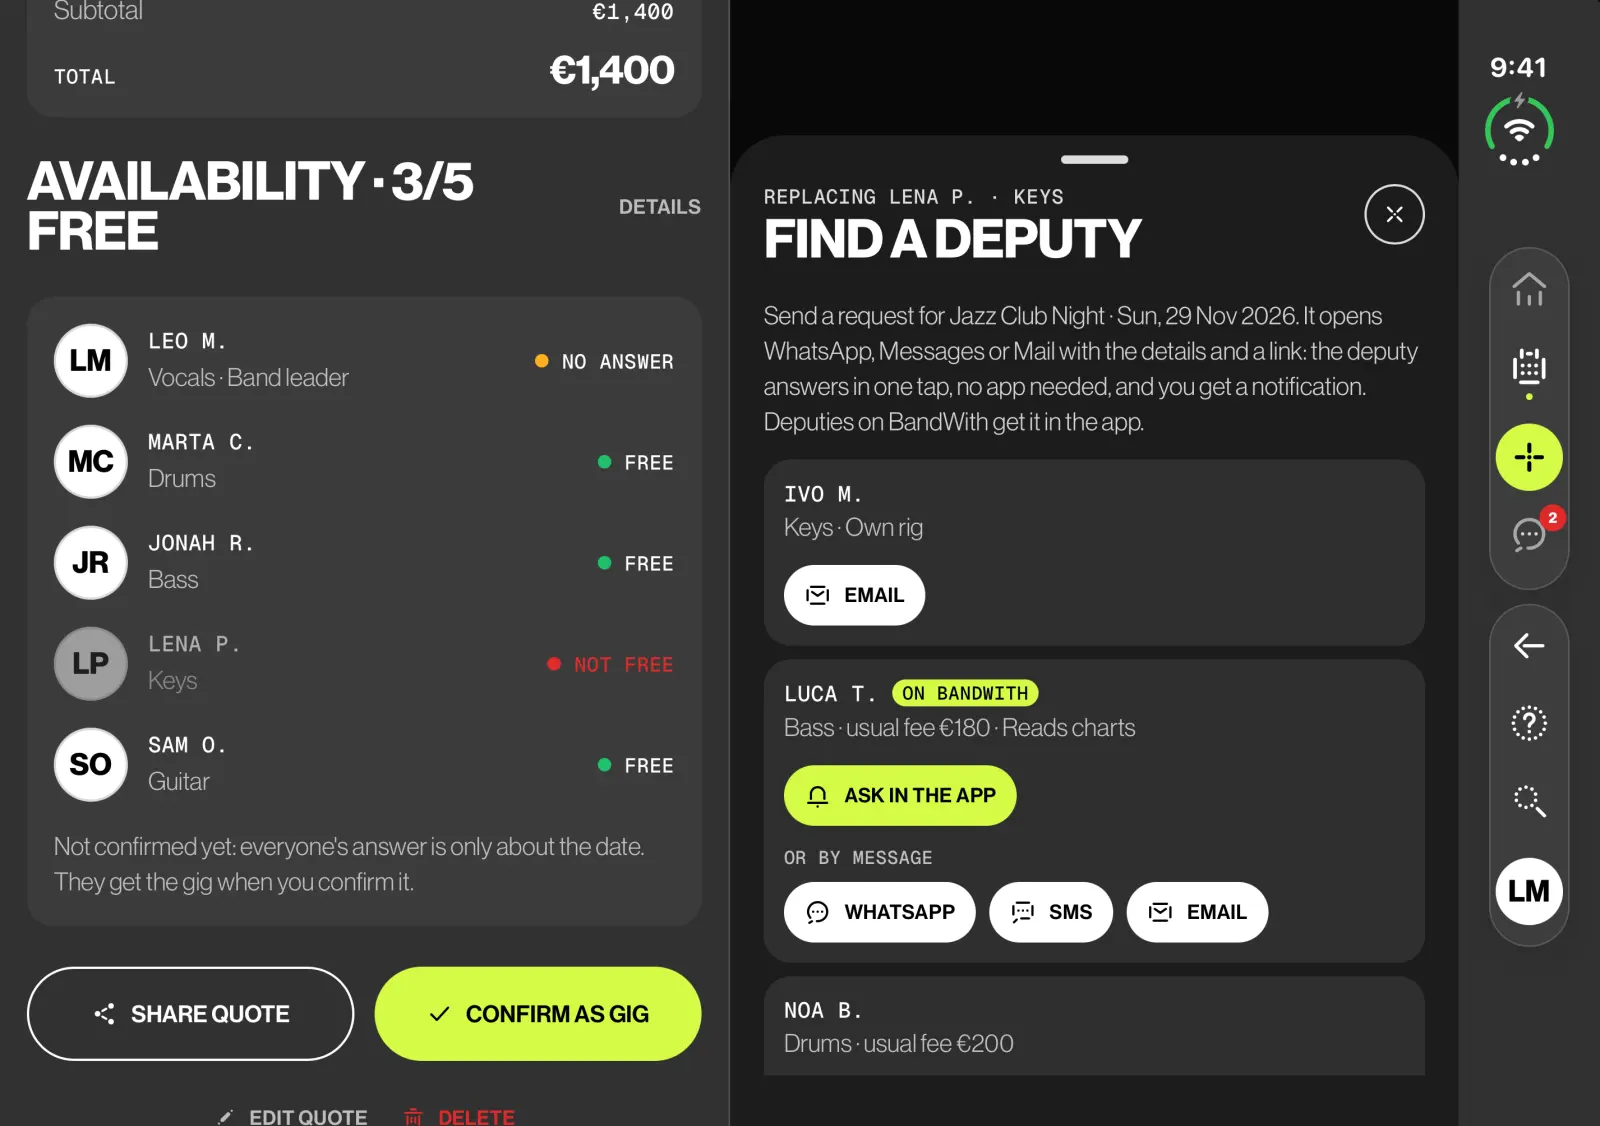 Subtotal €1,400
TOTAL €1,400
AVAILABILITY · 3/5
FREE
DETAILS
LM
LEO M.
Vocals · Band leader
NO ANSWER
MC
MARTA C.
Drums
FREE
JR
JONAH R.
Bass
FREE
LP
LENA P.
Keys
NOT FREE
SO
SAM O.
Guitar
FREE
Not confirmed yet: everyone's answer is only about the date.
They get the gig when you confirm it.
SHARE QUOTE
CONFIRM AS GIG
EDIT QUOTE
DELETE
REPLACING LENA P. · KEYS
FIND A DEPUTY
Send a request for Jazz Club Night · Sun, 29 Nov 2026. It opens
WhatsApp, Messages or Mail with the details and a link: the deputy
answers in one tap, no app needed, and you get a notification.
Deputies on BandWith get it in the app.
IVO M.
Keys · Own rig
EMAIL
LUCA T. ON BANDWITH
Bass · usual fee €180 · Reads charts
ASK IN THE APP
OR BY MESSAGE
WHATSAPP
SMS
EMAIL
NOA B.
Drums · usual fee €200
9:41
2
LM